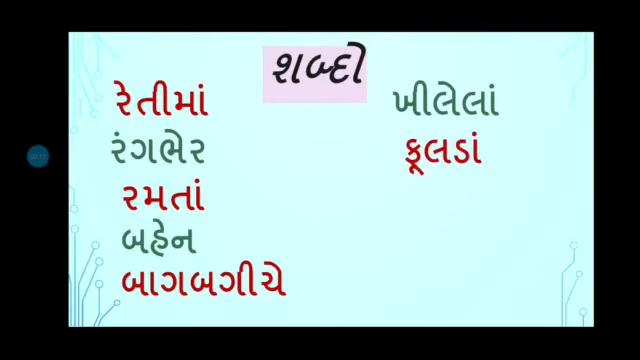 શબ્દો
રેતીમાં
રંગભેર
રમતાં
બહેન
બાગબગીચે
ખીલેલાં
ફૂલડાં